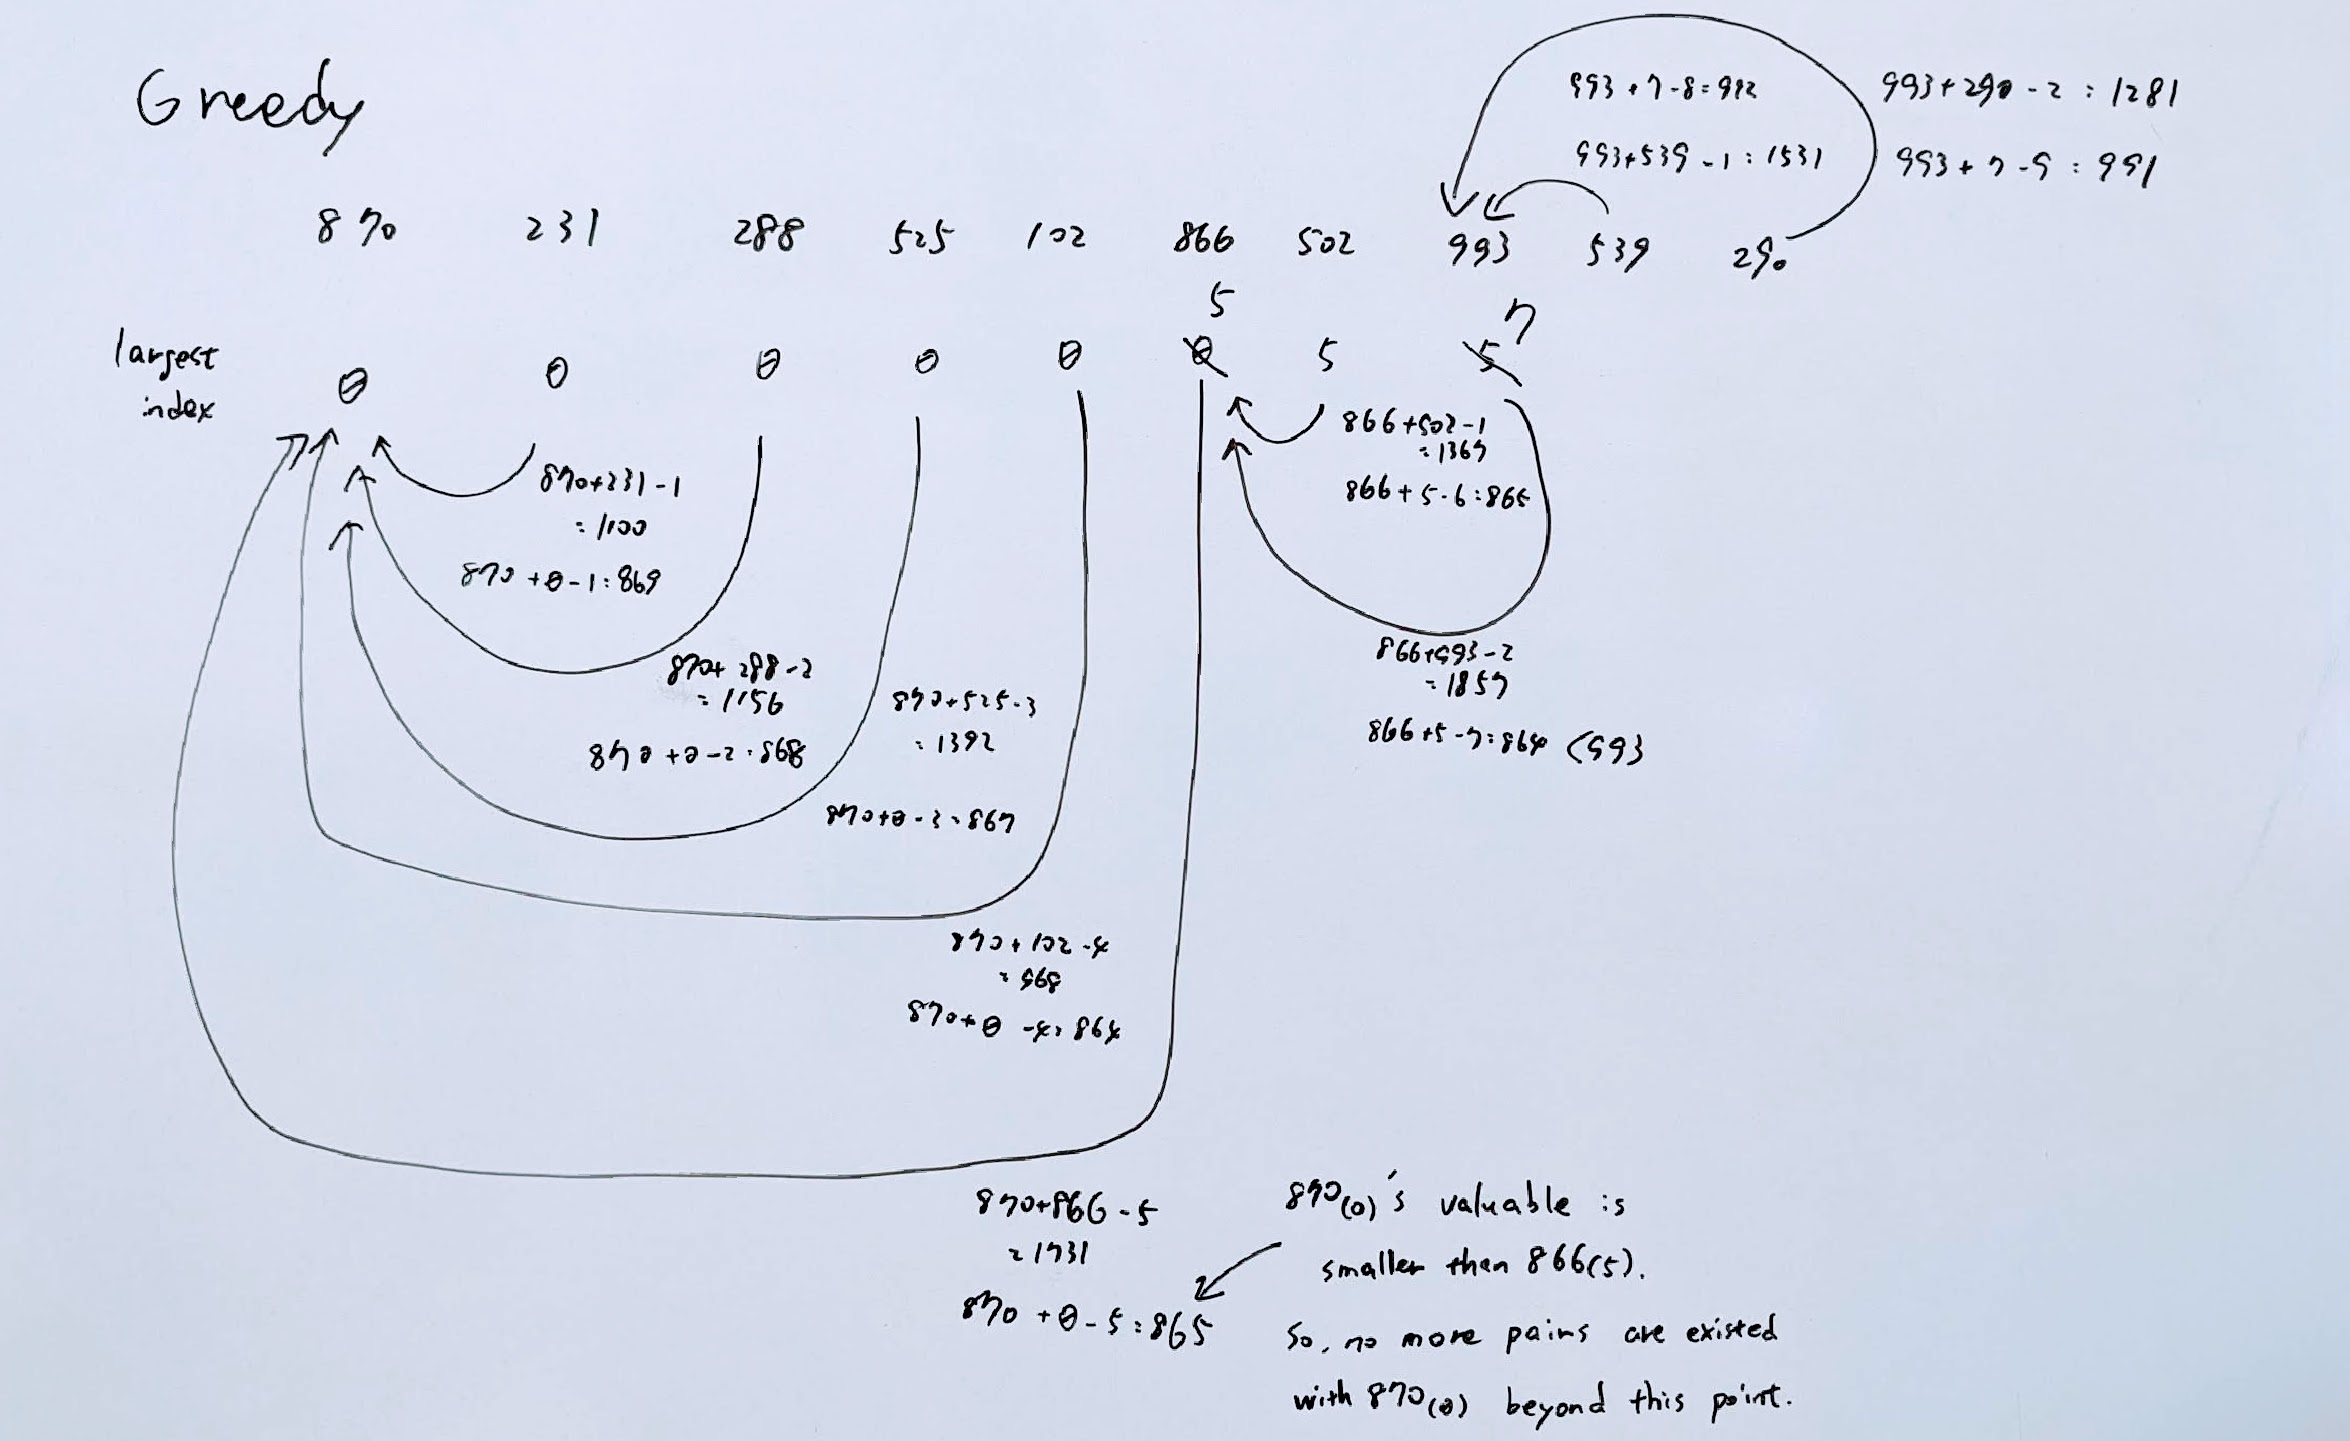 Greedy
993+7-8=992
993+290-2=1281
993+539-1=1531
993+7-9=991
870 231 288 525 102 866 502 993 539 290
5 7
largest
index
0 0 0 0 0 0 5 5
870+231-1
=1100
870+0-1=869
866+502-1
=1367
866+5-6=865
870+288-2
=1156
870+0-2=868
870+525-3
=1392
870+0-3=867
866+993-2
=1857
866+5-7=864 <993
870+102-4
=968
870+0-4=864
870+866-5
=1731
870+0-5=865
870(0)'s valuable is
smaller than 866(5).
So, no more pairs are existed
with 870(0) beyond this point.